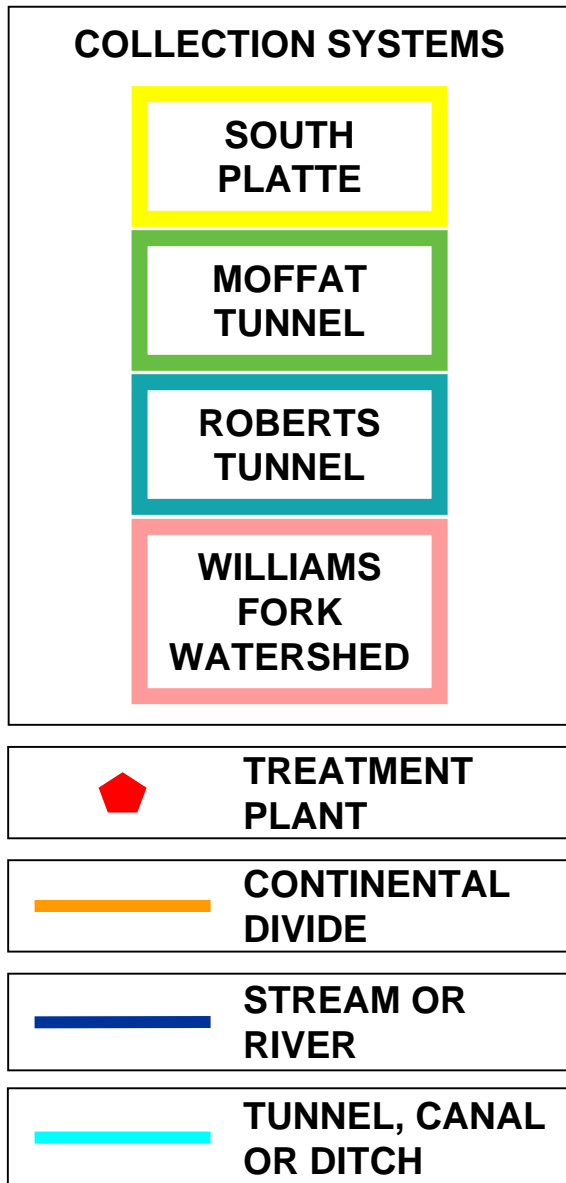 COLLECTION SYSTEMS
SOUTH
PLATTE
MOFFAT
TUNNEL
ROBERTS
TUNNEL
WILLIAMS
FORK
WATERSHED
TREATMENT
PLANT
CONTINENTAL
DIVIDE
STREAM OR
RIVER
TUNNEL, CANAL
OR DITCH